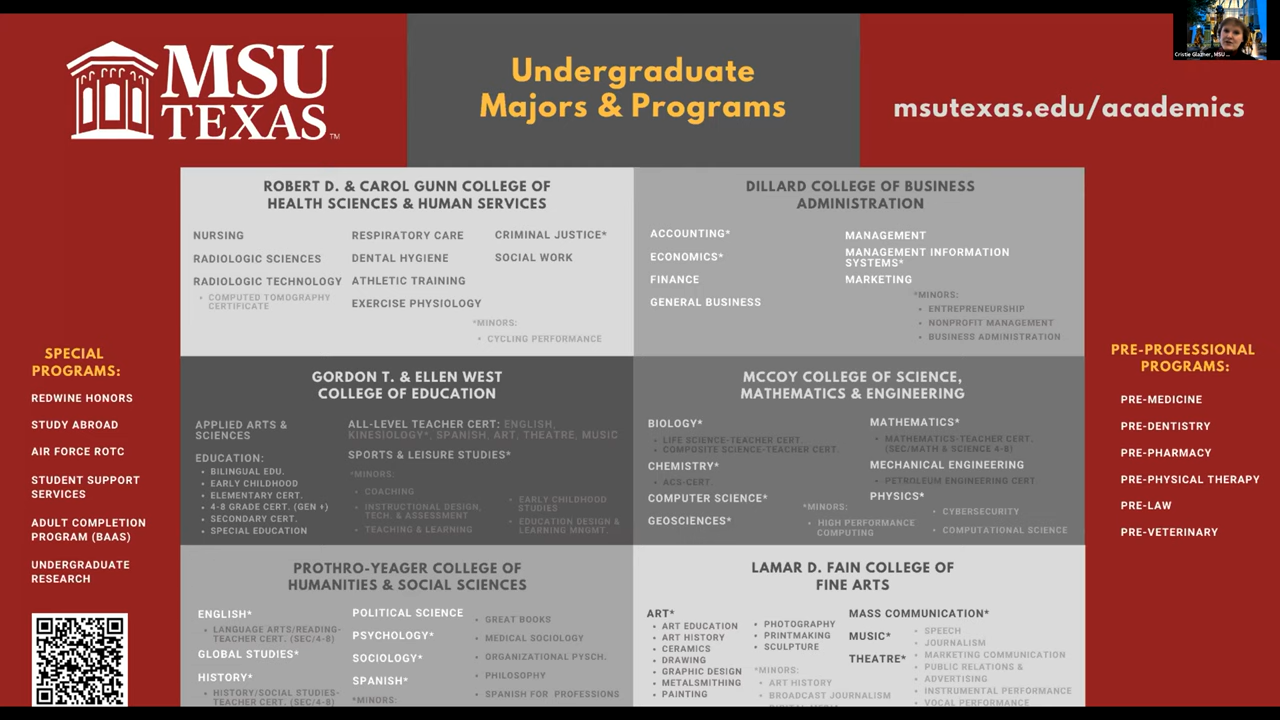 MSU
TEXAS
TM
Undergraduate
Majors & Programs
msutexas.edu/academics
Cristie Glazner, MSU ...
ROBERT D. & CAROL GUNN COLLEGE OF
HEALTH SCIENCES & HUMAN SERVICES
NURSING
RADIOLOGIC SCIENCES
RADIOLOGIC TECHNOLOGY
• COMPUTED TOMOGRAPHY
CERTIFICATE
RESPIRATORY CARE
DENTAL HYGIENE
ATHLETIC TRAINING
EXERCISE PHYSIOLOGY
CRIMINAL JUSTICE*
SOCIAL WORK
*MINORS:
• CYCLING PERFORMANCE
DILLARD COLLEGE OF BUSINESS
ADMINISTRATION
ACCOUNTING*
ECONOMICS*
FINANCE
GENERAL BUSINESS
MANAGEMENT
MANAGEMENT INFORMATION
SYSTEMS*
MARKETING
*MINORS:
• ENTREPRENEURSHIP
• NONPROFIT MANAGEMENT
• BUSINESS ADMINISTRATION
SPECIAL
PROGRAMS:
REDWINE HONORS
STUDY ABROAD
AIR FORCE ROTC
STUDENT SUPPORT
SERVICES
ADULT COMPLETION
PROGRAM (BAAS)
UNDERGRADUATE
RESEARCH
GORDON T. & ELLEN WEST
COLLEGE OF EDUCATION
APPLIED ARTS &
SCIENCES
EDUCATION:
• BILINGUAL EDU.
• EARLY CHILDHOOD
• ELEMENTARY CERT.
• 4-8 GRADE CERT. (GEN +)
• SECONDARY CERT.
• SPECIAL EDUCATION
ALL-LEVEL TEACHER CERT: ENGLISH,
KINESIOLOGY*, SPANISH, ART, THEATRE, MUSIC
SPORTS & LEISURE STUDIES*
*MINORS:
• COACHING
• INSTRUCTIONAL DESIGN,
TECH. & ASSESSMENT
• TEACHING & LEARNING
• EARLY CHILDHOOD
STUDIES
• EDUCATION DESIGN &
LEARNING MNGMT.
MCCOY COLLEGE OF SCIENCE,
MATHEMATICS & ENGINEERING
BIOLOGY*
• LIFE SCIENCE-TEACHER CERT.
• COMPOSITE SCIENCE-TEACHER CERT.
CHEMISTRY*
• ACS-CERT
COMPUTER SCIENCE*
GEOSCIENCES*
MATHEMATICS*
• MATHEMATICS-TEACHER CERT.
(SEC/MATH & SCIENCE 4-8)
MECHANICAL ENGINEERING
• PETROLEUM ENGINEERING CERT
PHYSICS*
*MINORS:
• HIGH PERFORMANCE
COMPUTING
• CYBERSECURITY
• COMPUTATIONAL SCIENCE
PRE-PROFESSIONAL
PROGRAMS:
PRE-MEDICINE
PRE-DENTISTRY
PRE-PHARMACY
PRE-PHYSICAL THERAPY
PRE-LAW
PRE-VETERINARY
PROTHRO-YEAGER COLLEGE OF
HUMANITIES & SOCIAL SCIENCES
ENGLISH*
• LANGUAGE ARTS/READING-
TEACHER CERT. (SEC/4-8)
GLOBAL STUDIES*
HISTORY*
• HISTORY/SOCIAL STUDIES-
TEACHER CERT. (SEC/4-8)
POLITICAL SCIENCE
PSYCHOLOGY*
SOCIOLOGY*
SPANISH*
*MINORS:
• GREAT BOOKS
• MEDICAL SOCIOLOGY
• ORGANIZATIONAL PYSCH.
• PHILOSOPHY
• SPANISH FOR PROFESSIONS
LAMAR D. FAIN COLLEGE OF
FINE ARTS
ART*
• ART EDUCATION
• ART HISTORY
• CERAMICS
• DRAWING
• GRAPHIC DESIGN
• METALSMITHING
• PAINTING
• PHOTOGRAPHY
• PRINTMAKING
• SCULPTURE
*MINORS:
• ART HISTORY
• BROADCAST JOURNALISM
• DIGITAL MEDIA
MASS COMMUNICATION*
MUSIC*
THEATRE*
• SPEECH
• JOURNALISM
• MARKETING COMMUNICATION
• PUBLIC RELATIONS &
• ADVERTISING
• INSTRUMENTAL PERFORMANCE
• VOCAL PERFORMANCE